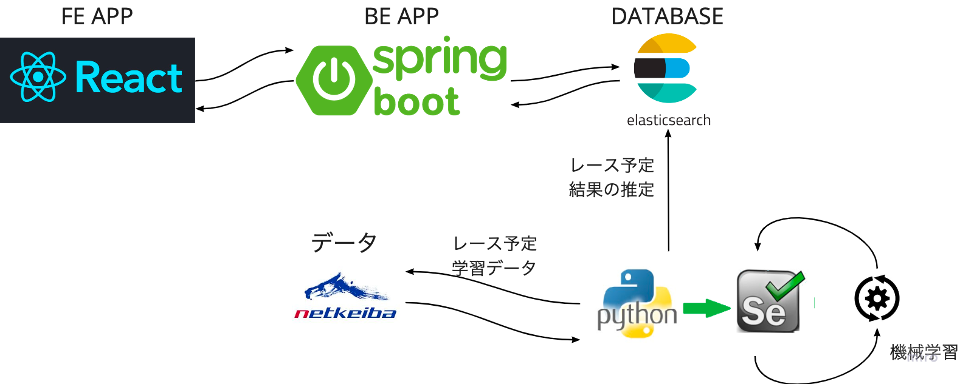 FE APP
BE APP
DATABASE
React
spring
boot
elasticsearch
レース予定
結果の推定
データ
レース予定
学習データ
netkeiba
python
Se
機械学習